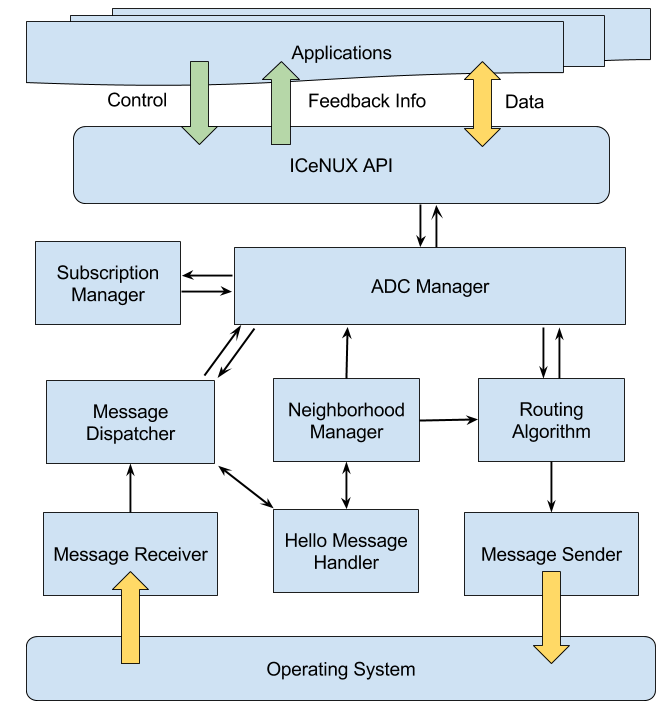 Applications
Control
Feedback Info
Data
ICeNUX API
Subscription
Manager
ADC Manager
Message
Dispatcher
Neighborhood
Manager
Routing
Algorithm
Message Receiver
Hello Message
Handler
Message Sender
Operating System